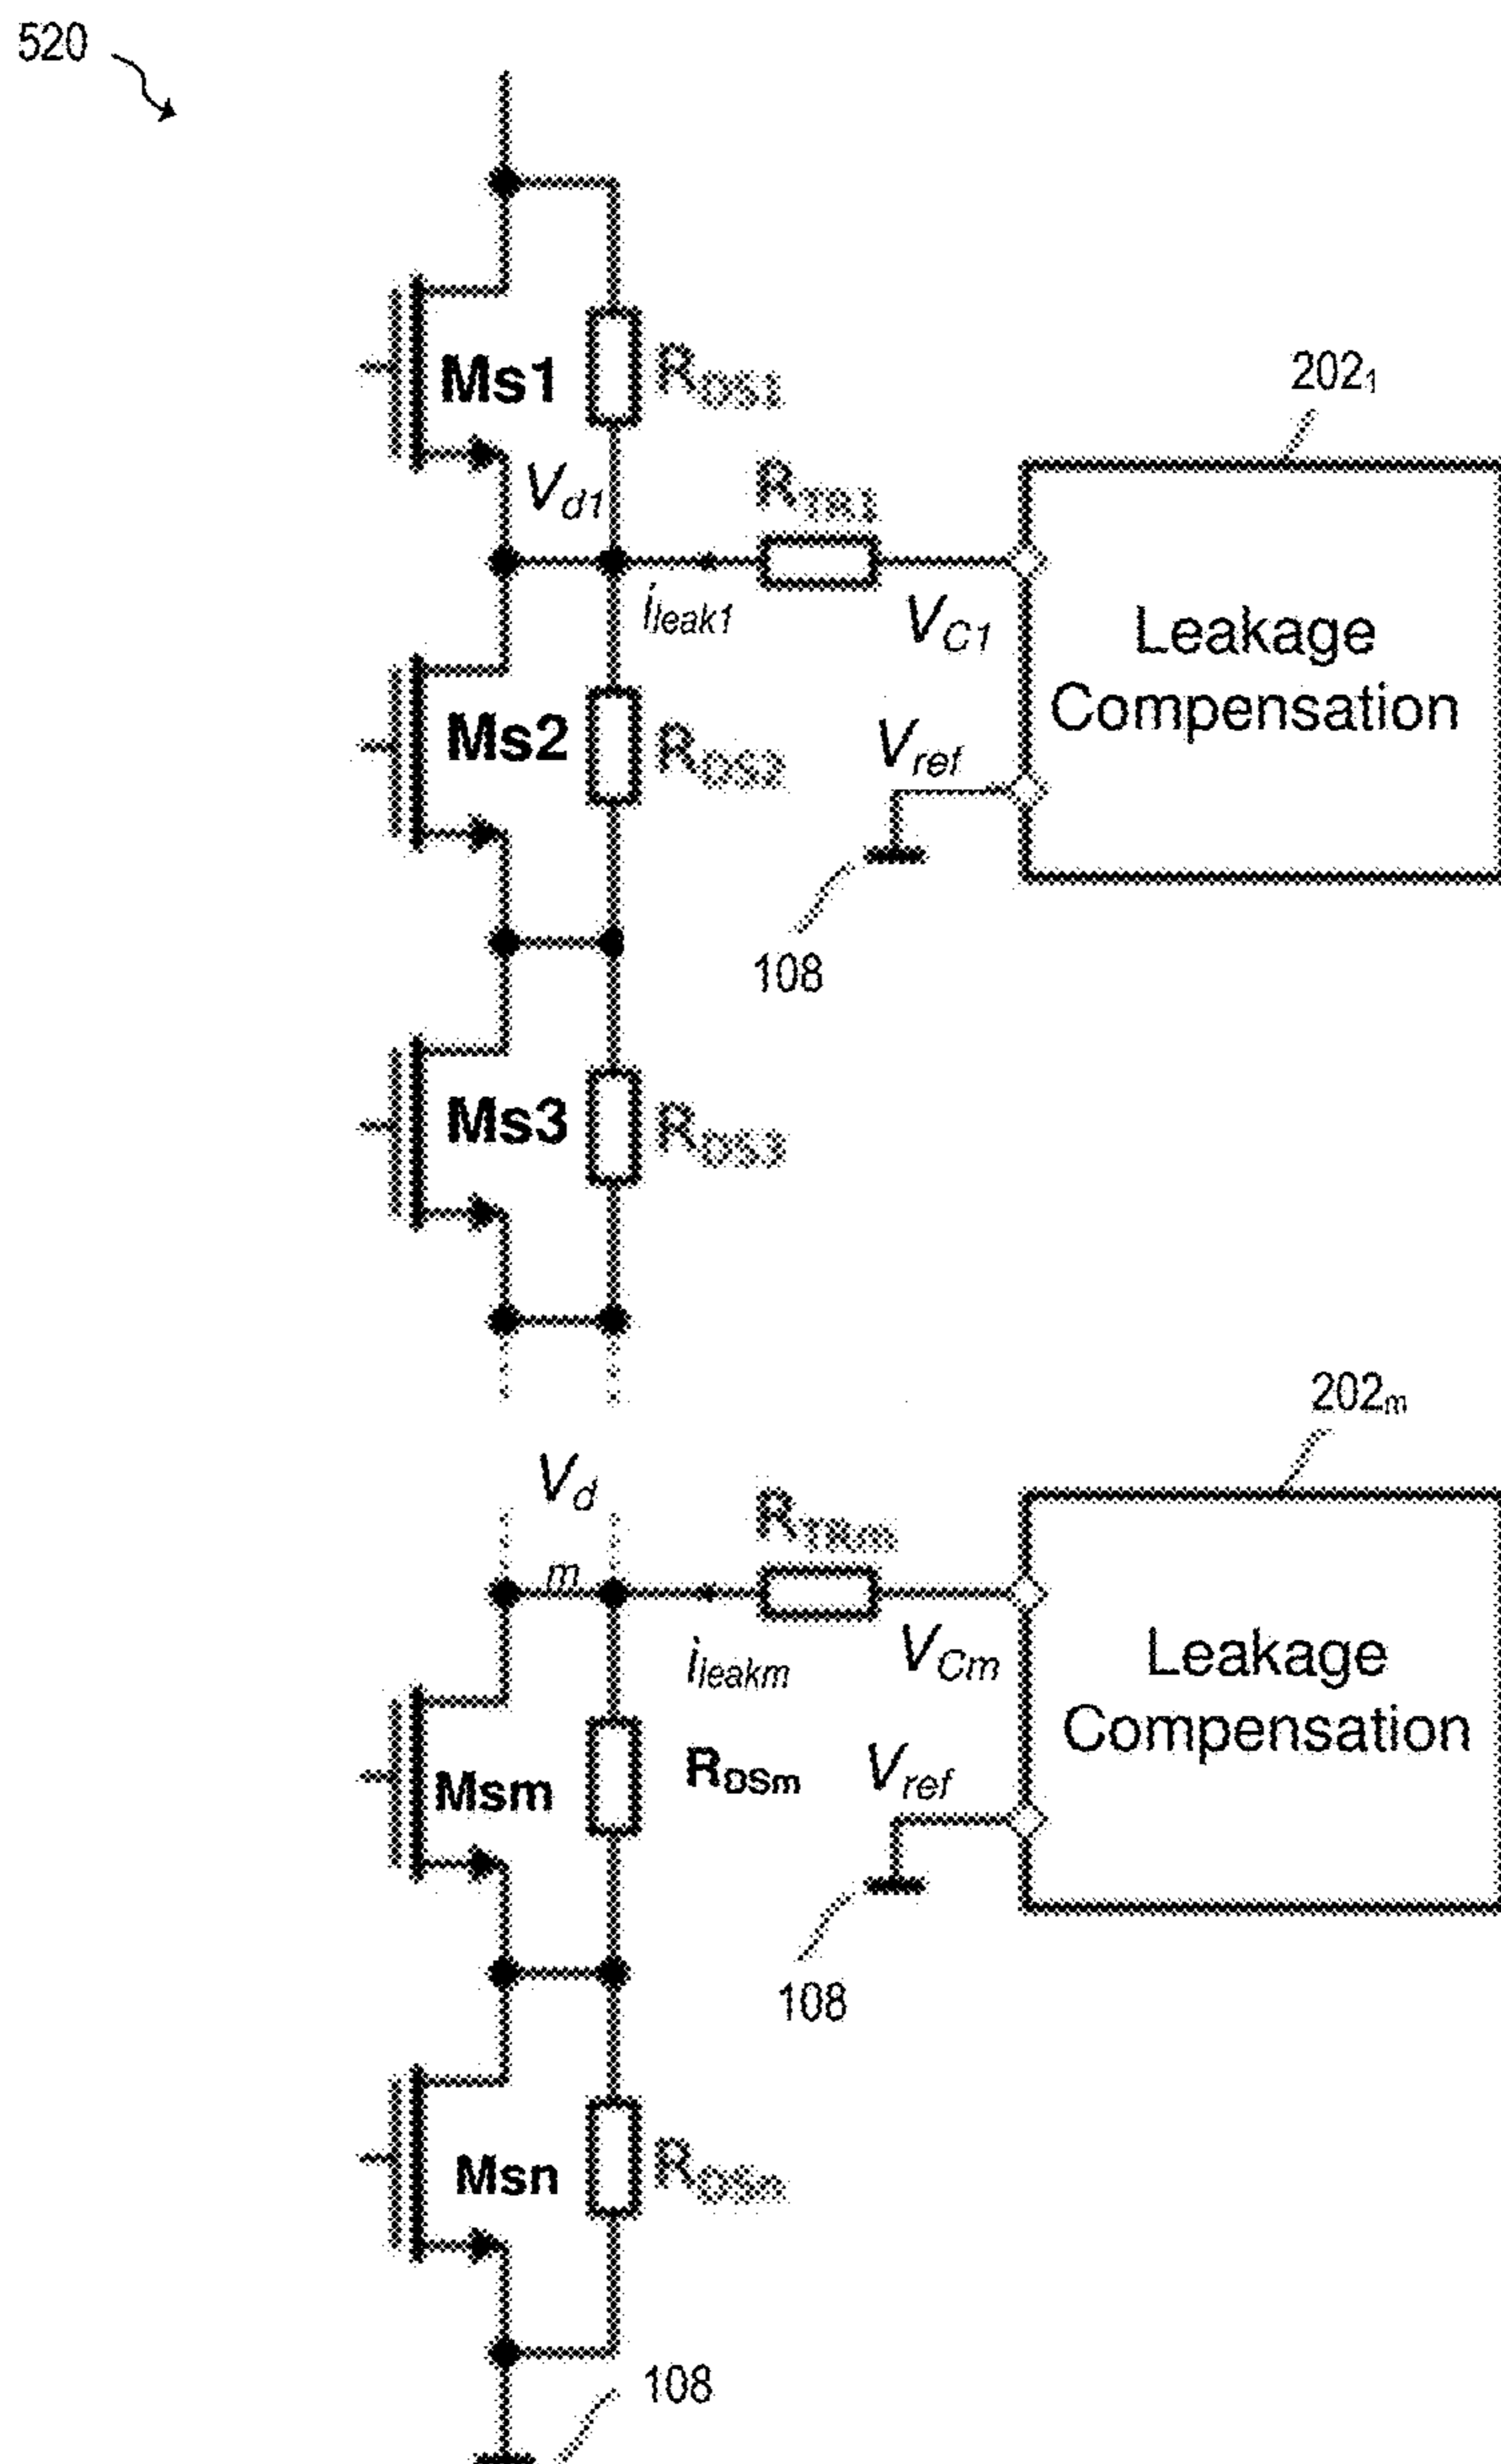 520
Ms1
R_DS1
V_d1
R_TR1
i_leak1
V_C1
202_1
Leakage
Compensation
V_ref
108
Ms2
R_DS2
Ms3
R_DS3
V_d
m
R_TRm
i_leakm
V_Cm
202_m
Leakage
Compensation
V_ref
108
Msm
R_DSm
Msn
R_DSn
108